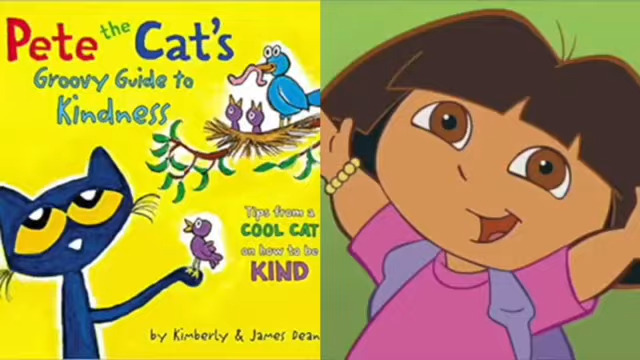 Pete the Cat's
Groovy Guide to
Kindness
Tips from a
COOL CAT
on how to be
KIND
by Kimberly & James Dean